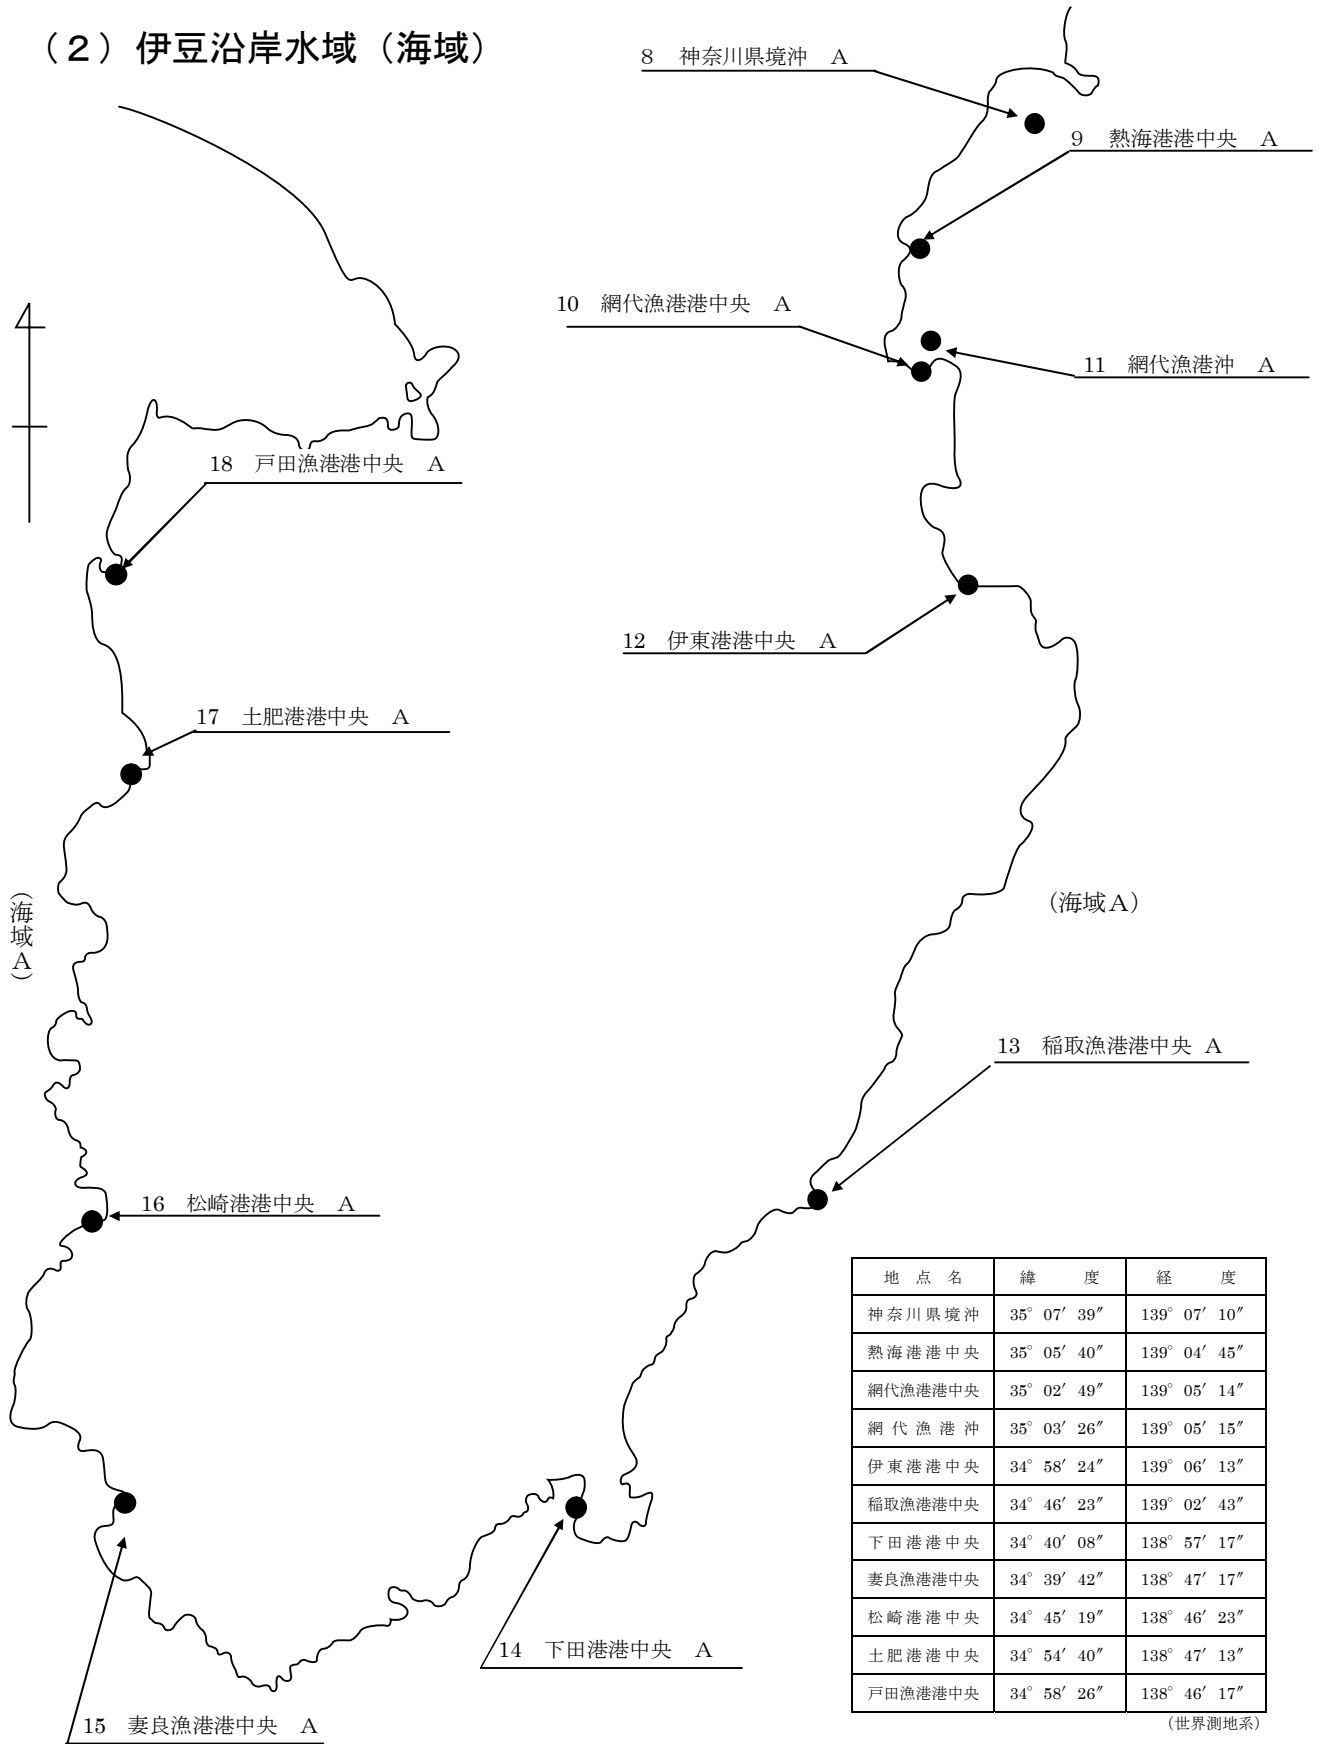 （２）伊豆沿岸水域（海域）
8　神奈川県境沖　A
9　熱海港港中央　A
10　網代漁港港中央　A
11　網代漁港沖　A
18　戸田漁港港中央　A
12　伊東港港中央　A
17　土肥港港中央　A
（海域A）
（海域A）
13　稲取漁港港中央 A
16　松崎港港中央　A
14　下田港港中央　A
15　妻良漁港港中央　A
地　点　名　緯　　度　経　　度
神奈川県境沖　35° 07′ 39″　139° 07′ 10″
熱海港港中央　35° 05′ 40″　139° 04′ 45″
網代漁港港中央　35° 02′ 49″　139° 05′ 14″
網代漁港沖　35° 03′ 26″　139° 05′ 15″
伊東港港中央　34° 58′ 24″　139° 06′ 13″
稲取漁港港中央　34° 46′ 23″　139° 02′ 43″
下田港港中央　34° 40′ 08″　138° 57′ 17″
妻良漁港港中央　34° 39′ 42″　138° 47′ 17″
松崎港港中央　34° 45′ 19″　138° 46′ 23″
土肥港港中央　34° 54′ 40″　138° 47′ 13″
戸田漁港港中央　34° 58′ 26″　138° 46′ 17″
（世界測地系）